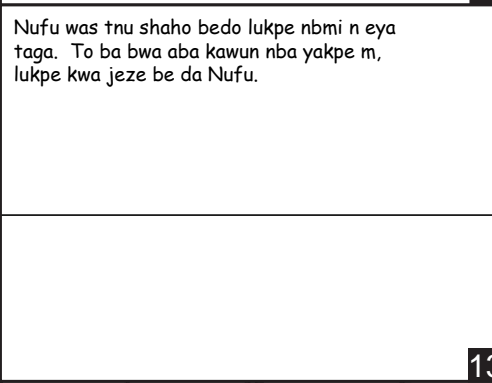 Nufu was tnu shaho bedo lukpe nbmi n eya
taga. To ba bwa aba kawun nba yakpe m,
lukpe kwa jeze be da Nufu.